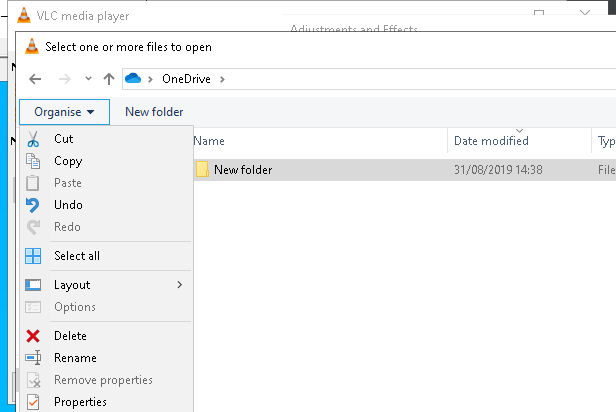 VLC media player
Adjustments and Effects
Select one or more files to open
OneDrive
Organise
New folder
Name
Date modified
Cut
Copy
New folder
31/08/2019 14:38
File
Paste
Undo
Redo
Select all
Layout
Options
Delete
Rename
Remove properties
Properties